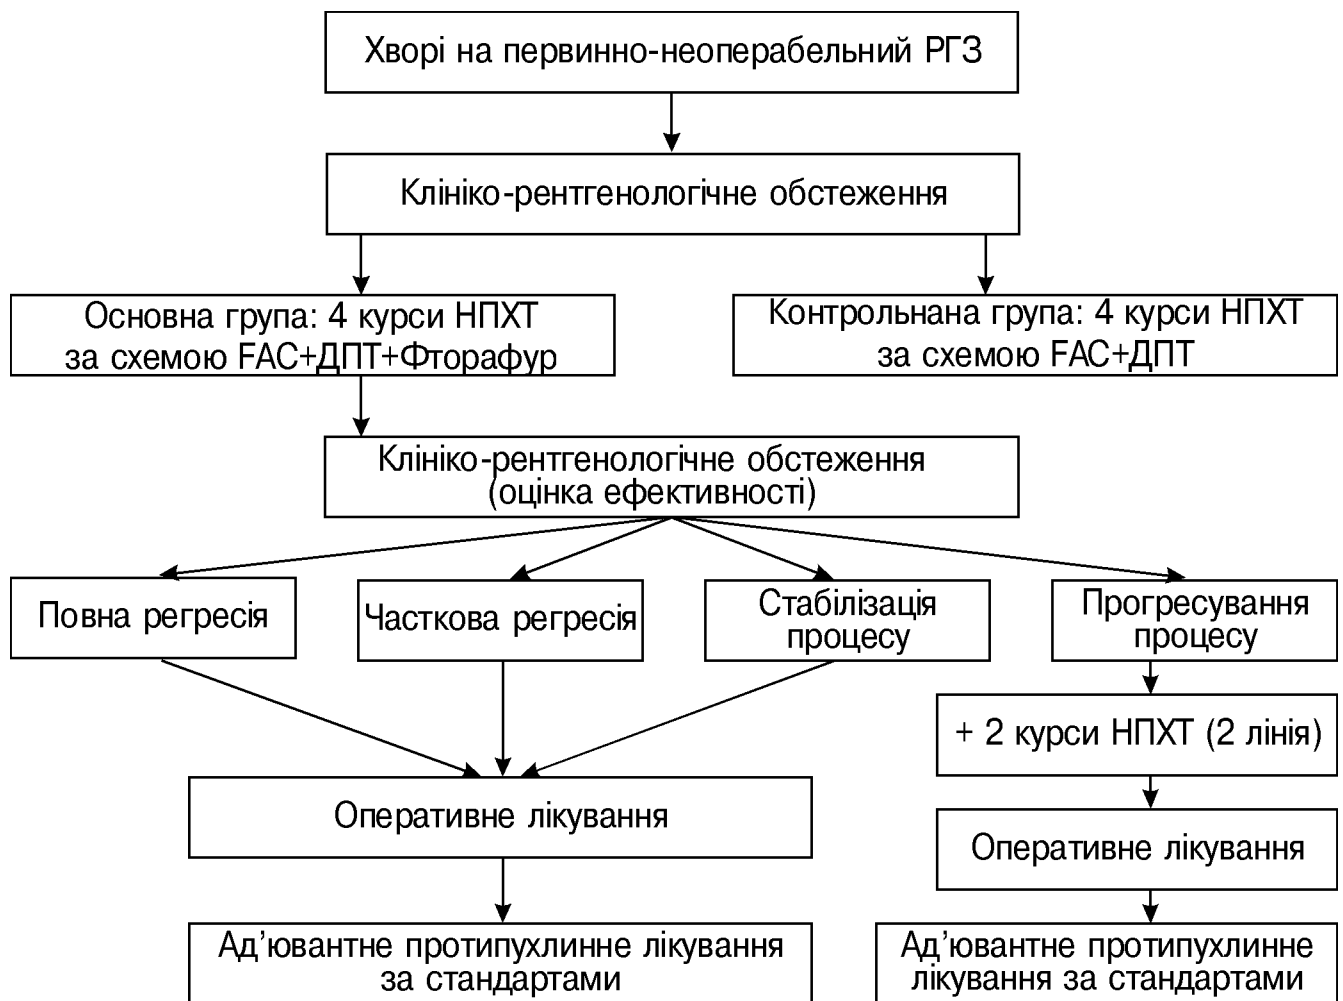 Хворі на первинно-неоперабельний РГЗ
Клініко-рентгенологічне обстеження
Основна група: 4 курси НПХТ
за схемою FAC+ДПТ+Фторафур
Контрольнана група: 4 курси НПХТ
за схемою FAC+ДПТ
Клініко-рентгенологічне обстеження
(оцінка ефективності)
Повна регресія
Часткова регресія
Стабілізація
процесу
Прогресування
процесу
+ 2 курси НПХТ (2 лінія)
Оперативне лікування
Оперативне лікування
Ад’ювантне протипухлинне лікування
за стандартами
Ад’ювантне протипухлинне
лікування за стандартами